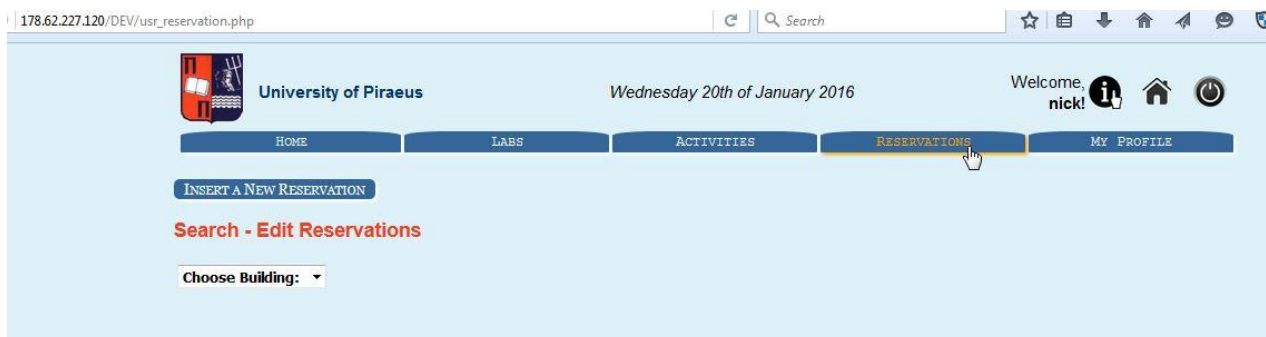 178.62.227.120/DEV/usr_reservation.php
Search
University of Piraeus
Wednesday 20th of January 2016
Welcome,
nick!
HOME
LABS
ACTIVITIES
RESERVATIONS
MY PROFILE
INSERT A NEW RESERVATION
Search - Edit Reservations
Choose Building: